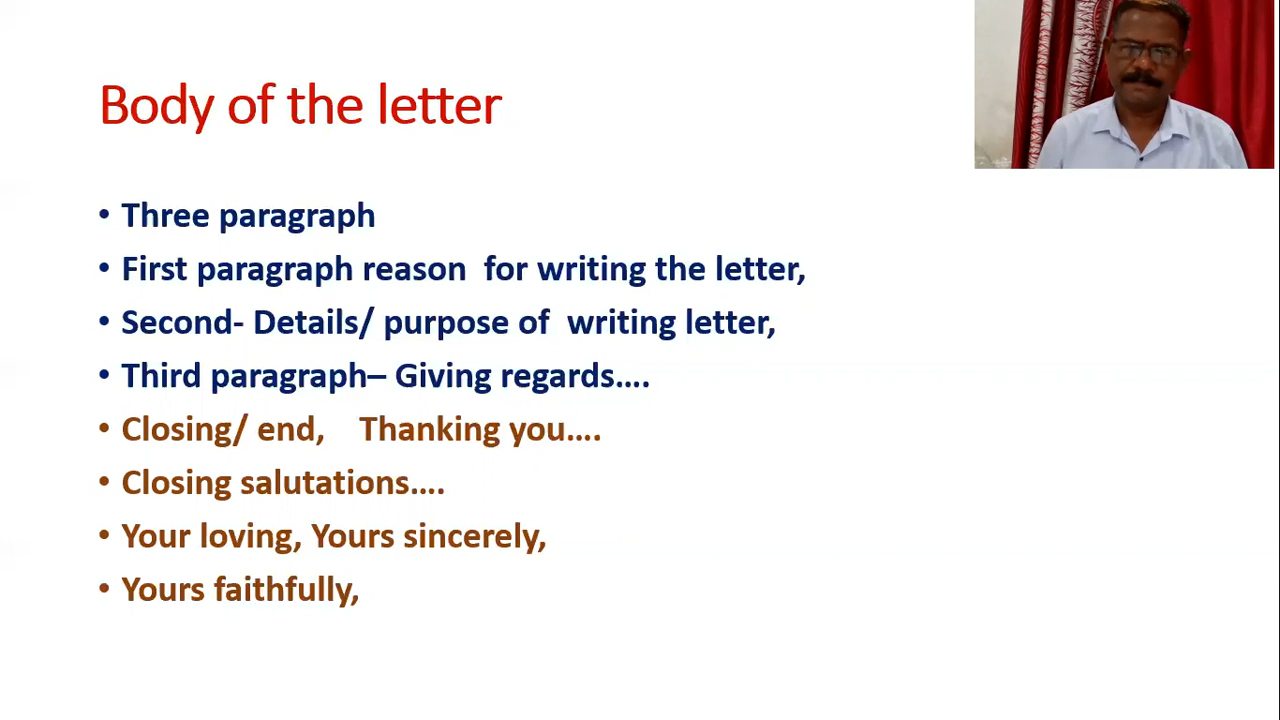 Body of the letter
• Three paragraph
• First paragraph reason  for writing the letter,
• Second- Details/ purpose of  writing letter,
• Third paragraph– Giving regards....
• Closing/ end,    Thanking you....
• Closing salutations....
• Your loving, Yours sincerely,
• Yours faithfully,